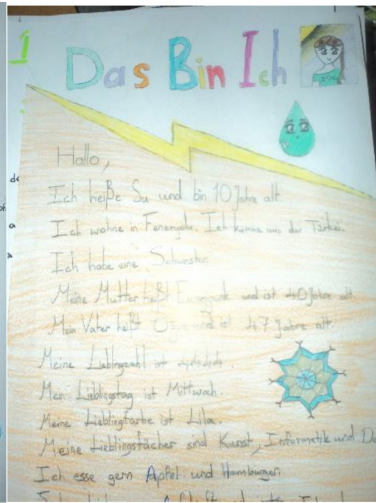 Das Bin Ich
Hallo,
Ich heiße Su und bin 10 Jahre alt
Ich wohne in Ich komme aus der Türkei.
Ich habe eine Schwester
Meine Mutter heißt und ist 40 Jahre alt
Mein Vater heißt und ist 47 Jahre alt
Meine Lieblingszahl ist
Mein Lieblingstag ist Mittwoch.
Meine Lieblingfarbe ist Lila.
Meine Lieblingsfächer sind Kunst, Informatik und
Ich esse gern Apfel und Hamburger